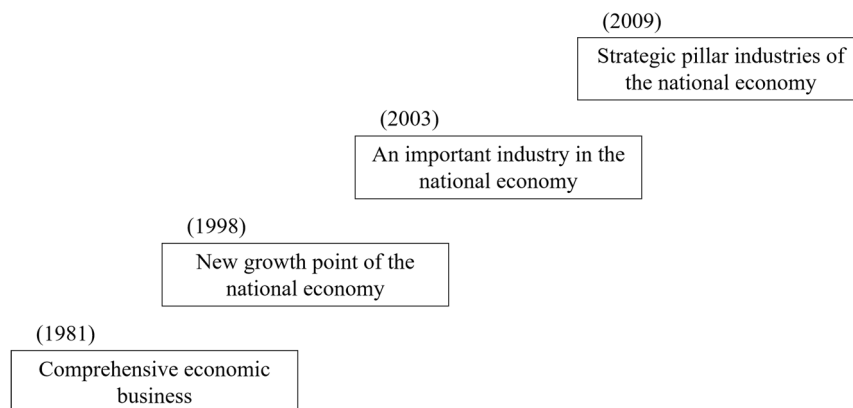 (2009)
Strategic pillar industries of
the national economy
(2003)
An important industry in the
national economy
(1998)
New growth point of the
national economy
(1981)
Comprehensive economic
business